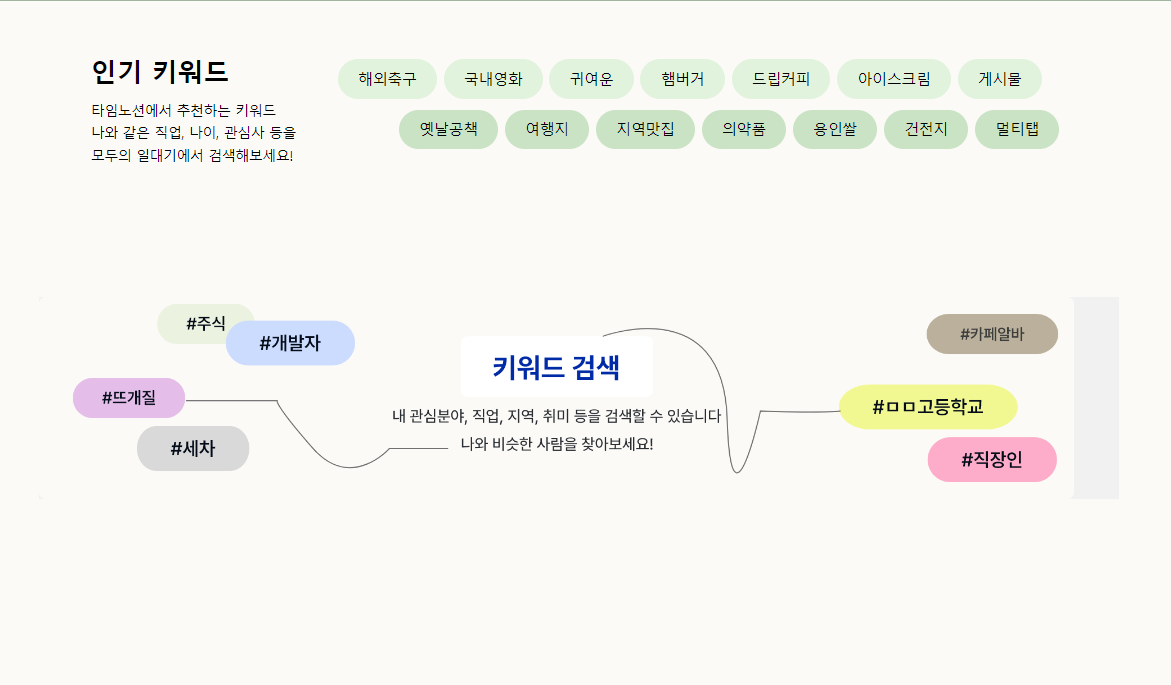 인기 키워드
타임노션에서 추천하는 키워드
나와 같은 직업, 나이, 관심사 등을
모두의 일대기에서 검색해보세요!
해외축구 국내영화 귀여운 햄버거 드립커피 아이스크림 게시물
옛날공책 여행지 지역맛집 의약품 용인쌀 건전지 멀티탭
#주식
#개발자
#뜨개질
#세차
키워드 검색
내 관심분야, 직업, 지역, 취미 등을 검색할 수 있습니다
나와 비슷한 사람을 찾아보세요!
#카페알바
#ㅁㅁ고등학교
#직장인